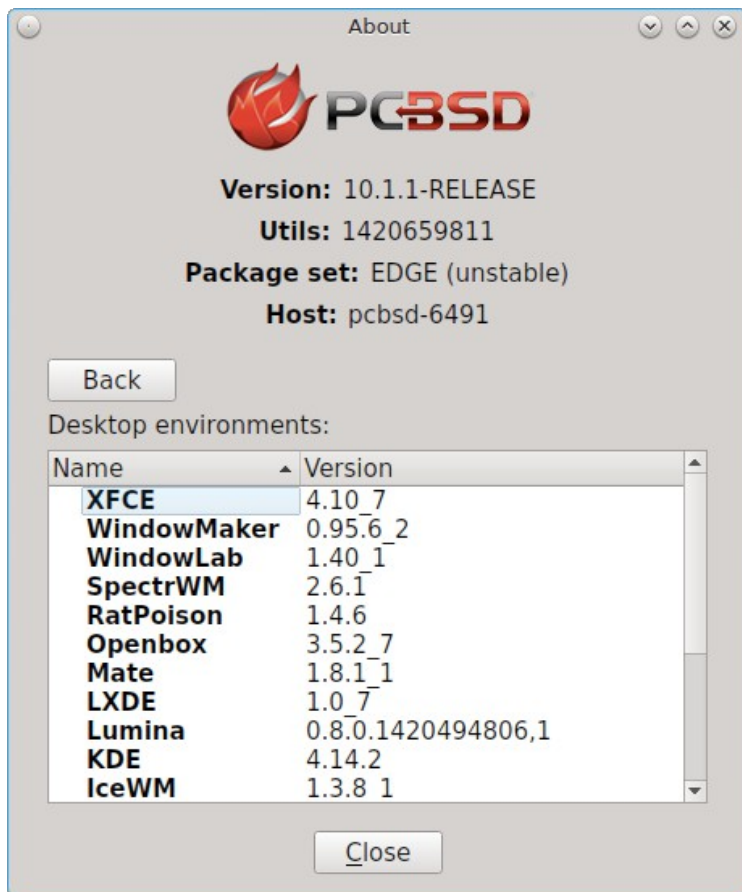 About
PCBSD
Version: 10.1.1-RELEASE
Utils: 1420659811
Package set: EDGE (unstable)
Host: pcbsd-6491
Back
Desktop environments:
Name Version
XFCE 4.10_7
WindowMaker 0.95.6_2
WindowLab 1.40_1
SpectrWM 2.6.1
RatPoison 1.4.6
Openbox 3.5.2_7
Mate 1.8.1_1
LXDE 1.0_7
Lumina 0.8.0.1420494806,1
KDE 4.14.2
IceWM 1.3.8_1
Close